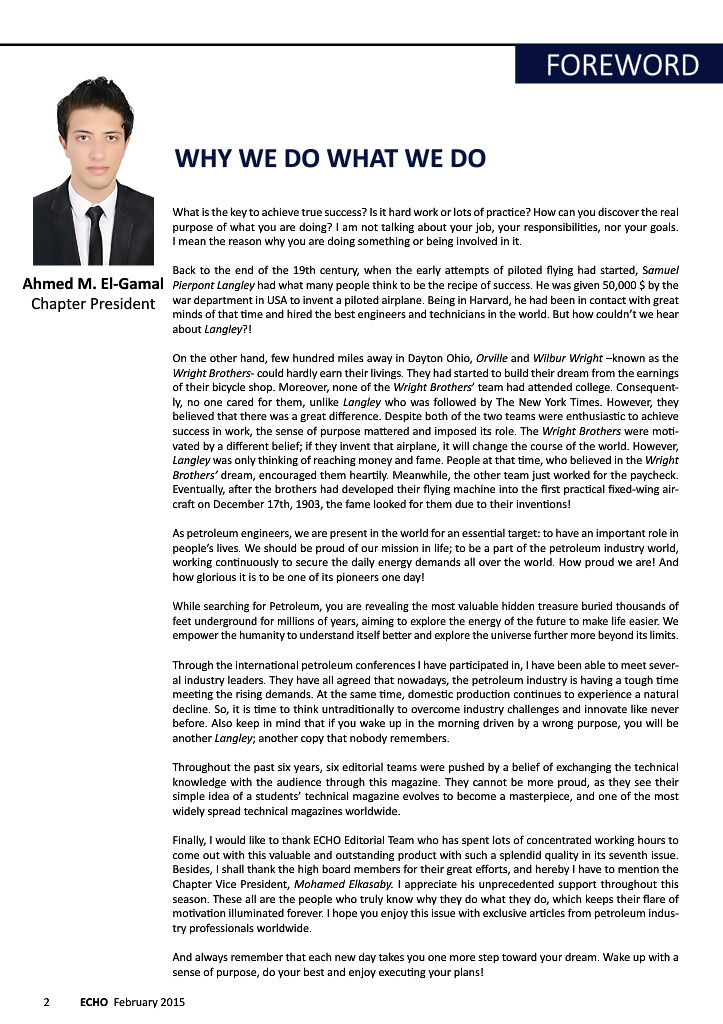 FOREWORD
WHY WE DO WHAT WE DO
Ahmed M. El-Gamal
Chapter President
What is the key to achieve true success? Is it hard work or lots of practice? How can you discover the real
purpose of what you are doing? I am not talking about your job, your responsibilities, nor your goals.
I mean the reason why you are doing something or being involved in it.
Back to the end of the 19th century, when the early attempts of piloted flying had started, Samuel
Pierpont Langley had what many people think to be the recipe of success. He was given 50,000 $ by the
war department in USA to invent a piloted airplane. Being in Harvard, he had been in contact with great
minds of that time and hired the best engineers and technicians in the world. But how couldn't we hear
about Langley?!
On the other hand, few hundred miles away in Dayton Ohio, Orville and Wilbur Wright –known as the
Wright Brothers- could hardly earn their livings. They had started to build their dream from the earnings
of their bicycle shop. Moreover, none of the Wright Brothers' team had attended college. Consequent-
ly, no one cared for them, unlike Langley who was followed by The New York Times. However, they
believed that there was a great difference. Despite both of the two teams were enthusiastic to achieve
success in work, the sense of purpose mattered and imposed its role. The Wright Brothers were moti-
vated by a different belief; if they invent that airplane, it will change the course of the world. However,
Langley was only thinking of reaching money and fame. People at that time, who believed in the Wright
Brothers' dream, encouraged them heartily. Meanwhile, the other team just worked for the paycheck.
Eventually, after the brothers had developed their flying machine into the first practical fixed-wing air-
craft on December 17th, 1903, the fame looked for them due to their inventions!
As petroleum engineers, we are present in the world for an essential target: to have an important role in
people's lives. We should be proud of our mission in life; to be a part of the petroleum industry world,
working continuously to secure the daily energy demands all over the world. How proud we are! And
how glorious it is to be one of its pioneers one day!
While searching for Petroleum, you are revealing the most valuable hidden treasure buried thousands of
feet underground for millions of years, aiming to explore the energy of the future to make life easier. We
empower the humanity to understand itself better and explore the universe further more beyond its limits.
Through the international petroleum conferences I have participated in, I have been able to meet sever-
al industry leaders. They have all agreed that nowadays, the petroleum industry is having a tough time
meeting the rising demands. At the same time, domestic production continues to experience a natural
decline. So, it is time to think untraditionally to overcome industry challenges and innovate like never
before. Also keep in mind that if you wake up in the morning driven by a wrong purpose, you will be
another Langley; another copy that nobody remembers.
Throughout the past six years, six editorial teams were pushed by a belief of exchanging the technical
knowledge with the audience through this magazine. They cannot be more proud, as they see their
simple idea of a students' technical magazine evolves to become a masterpiece, and one of the most
widely spread technical magazines worldwide.
Finally, I would like to thank ECHO Editorial Team who has spent lots of concentrated working hours to
come out with this valuable and outstanding product with such a splendid quality in its seventh issue.
Besides, I shall thank the high board members for their great efforts, and hereby I have to mention the
Chapter Vice President, Mohamed Elkasaby. I appreciate his unprecedented support throughout this
season. These all are the people who truly know why they do what they do, which keeps their flare of
motivation illuminated forever. I hope you enjoy this issue with exclusive articles from petroleum indus-
try professionals worldwide.
And always remember that each new day takes you one more step toward your dream. Wake up with a
sense of purpose, do your best and enjoy executing your plans!
2 ECHO February 2015